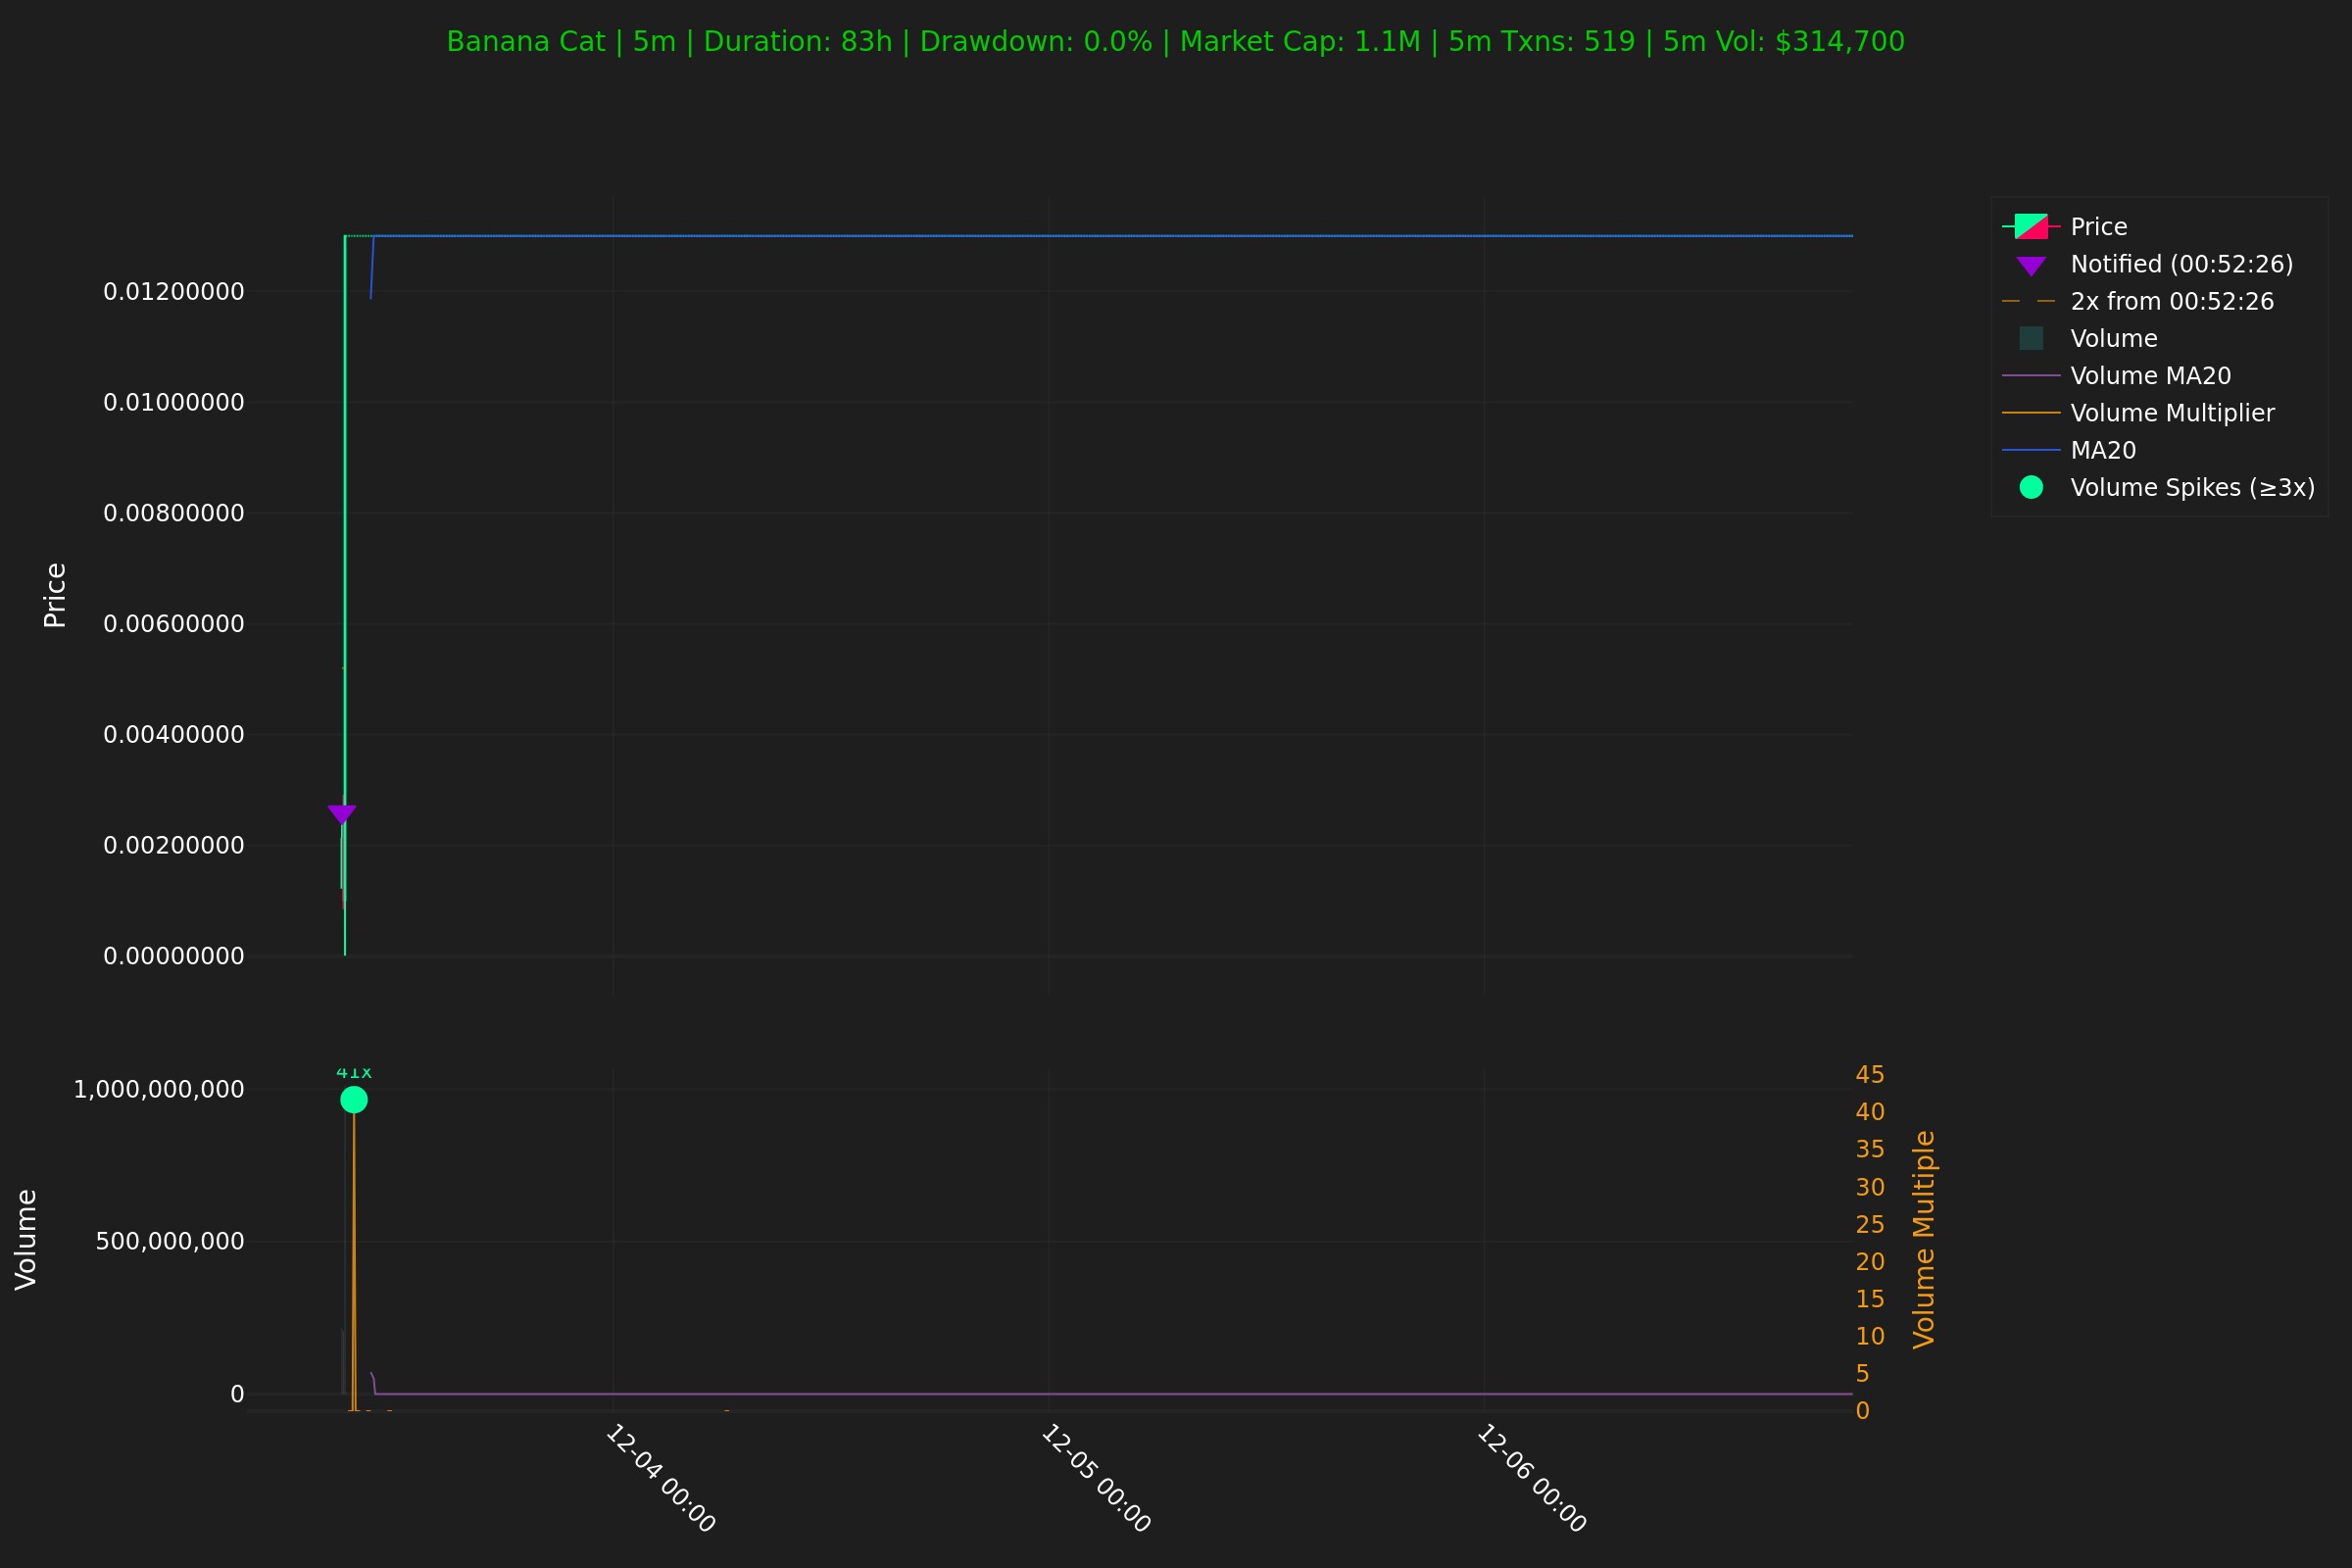 Banana Cat | 5m | Duration: 83h | Drawdown: 0.0% | Market Cap: 1.1M | 5m Txns: 519 | 5m Vol: $314,700
Price
Notified (00:52:26)
2x from 00:52:26
Volume
Volume MA20
Volume Multiplier
MA20
Volume Spikes (≥3x)
Price
0.01200000
0.01000000
0.00800000
0.00600000
0.00400000
0.00200000
0.00000000
41x
Volume
1,000,000,000
500,000,000
0
45
40
35
30
25
20
15
10
5
0
Volume Multiple
12-04 00:00
12-05 00:00
12-06 00:00